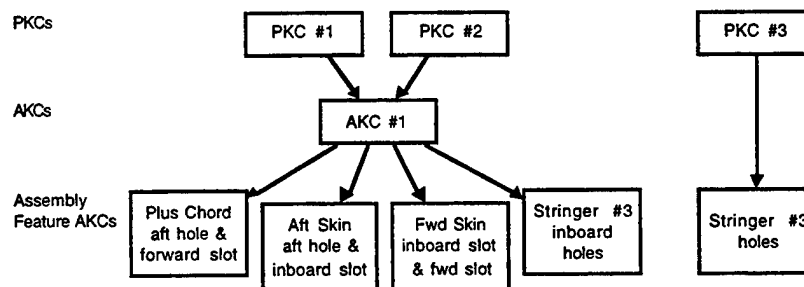 PKCs
PKC #1
PKC #2
PKC #3
AKCs
AKC #1
Assembly
Feature AKCs
Plus Chord
aft hole &
forward slot
Aft Skin
aft hole &
inboard slot
Fwd Skin
inboard slot
& fwd slot
Stringer #3
inboard
holes
Stringer #3
holes